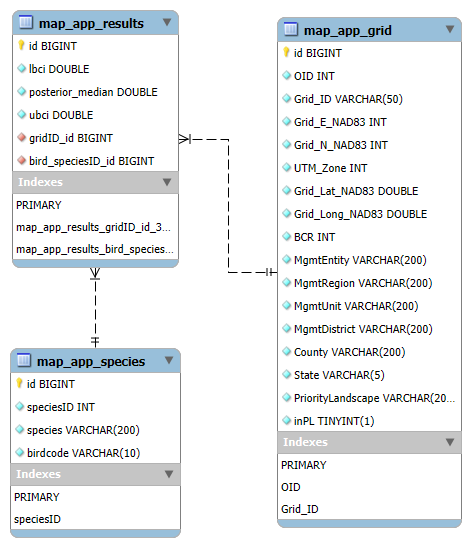 map_app_results
id BIGINT
lbci DOUBLE
posterior_median DOUBLE
ubci DOUBLE
gridID_id BIGINT
bird_speciesID_id BIGINT
Indexes
PRIMARY
map_app_results_gridID_id_3...
map_app_results_bird_species...
map_app_species
id BIGINT
speciesID INT
species VARCHAR(200)
birdcode VARCHAR(10)
Indexes
PRIMARY
speciesID
map_app_grid
id BIGINT
OID INT
Grid_ID VARCHAR(50)
Grid_E_NAD83 INT
Grid_N_NAD83 INT
UTM_Zone INT
Grid_Lat_NAD83 DOUBLE
Grid_Long_NAD83 DOUBLE
BCR INT
MgmtEntity VARCHAR(200)
MgmtRegion VARCHAR(200)
MgmtUnit VARCHAR(200)
MgmtDistrict VARCHAR(200)
County VARCHAR(200)
State VARCHAR(5)
PriorityLandscape VARCHAR(20...
inPL TINYINT(1)
Indexes
PRIMARY
OID
Grid_ID